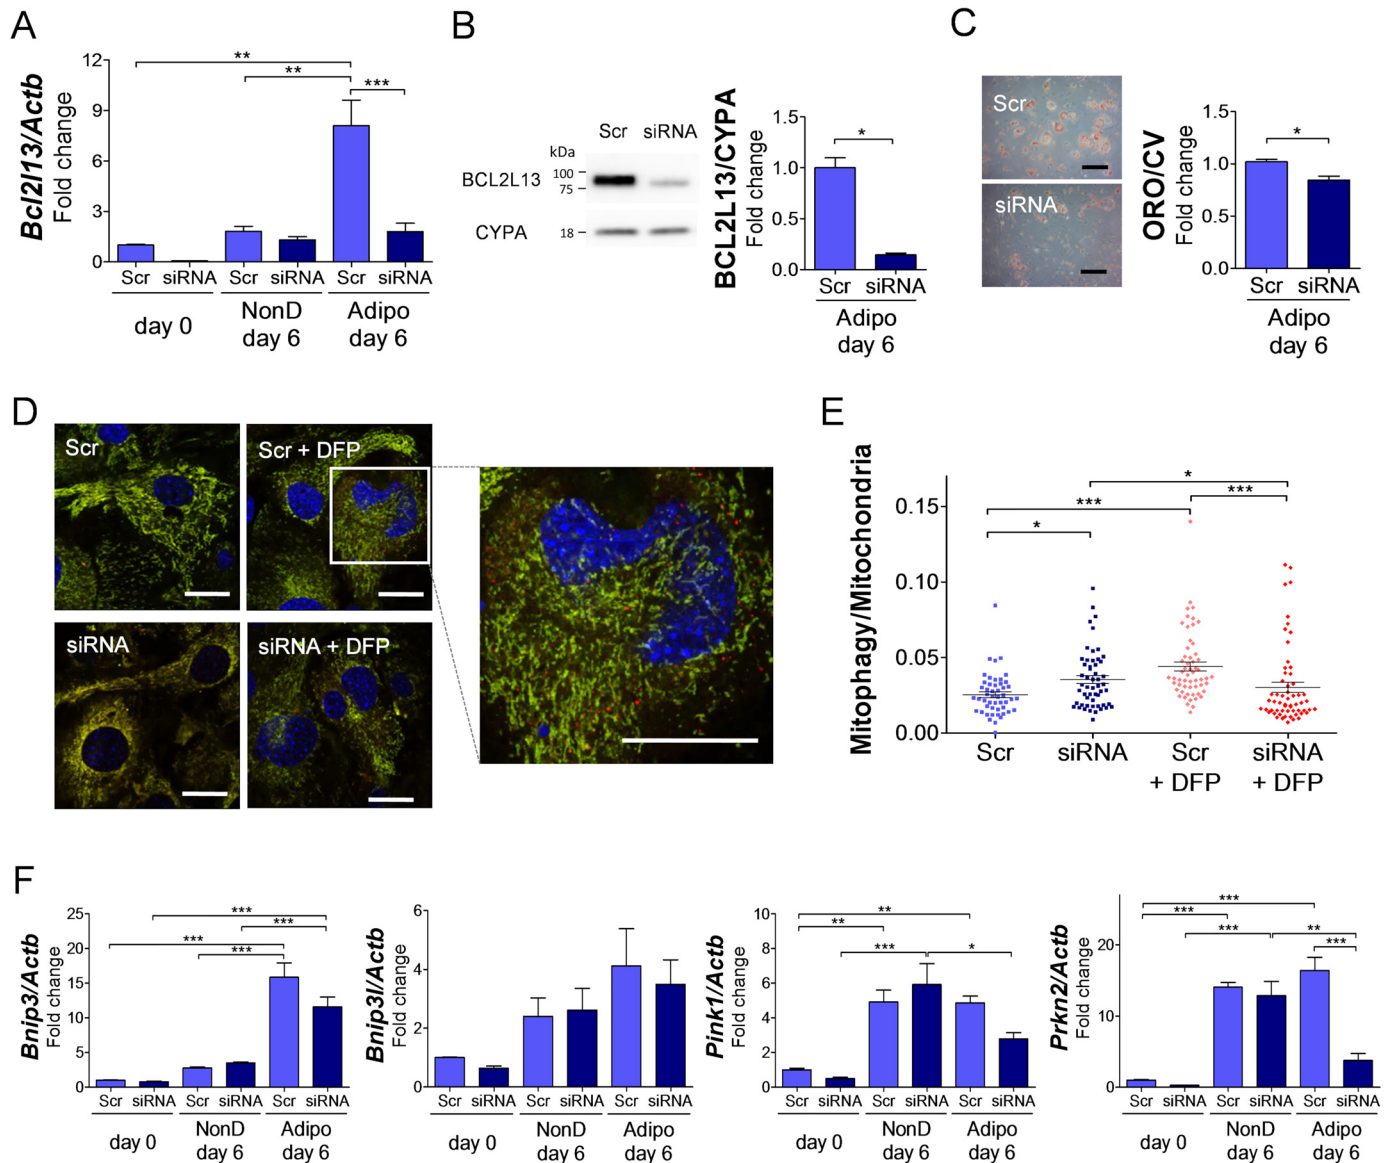 A
Bcl2l13/Actb
Fold change
12
9
6
3
0
**
**
***
Scr siRNA Scr siRNA Scr siRNA
day 0
NonD
day 6
Adipo
day 6
B
Scr siRNA
kDa
BCL2L13
100
75
CYPA
18
BCL2L13/CYPA
Fold change
1.5
1.0
0.5
0.0
*
Scr siRNA
Adipo
day 6
C
Scr
siRNA
ORO/CV
Fold change
1.5
1.0
0.5
0.0
*
Scr siRNA
Adipo
day 6
D
Scr
Scr + DFP
siRNA
siRNA + DFP
E
Mitophagy/Mitochondria
0.15
0.10
0.05
0.00
*
***
***
*
Scr siRNA Scr siRNA
+ DFP + DFP
F
Bnip3/Actb
Fold change
25
20
15
10
5
0
***
***
***
***
Scr siRNA Scr siRNA Scr siRNA
day 0
NonD
day 6
Adipo
day 6
Bnip3l/Actb
Fold change
6
4
2
0
Scr siRNA Scr siRNA Scr siRNA
day 0
NonD
day 6
Adipo
day 6
Pink1/Actb
Fold change
10
8
6
4
2
0
**
**
***
*
Scr siRNA Scr siRNA Scr siRNA
day 0
NonD
day 6
Adipo
day 6
Prkn2/Actb
Fold change
20
10
0
***
***
***
**
***
Scr siRNA Scr siRNA Scr siRNA
day 0
NonD
day 6
Adipo
day 6